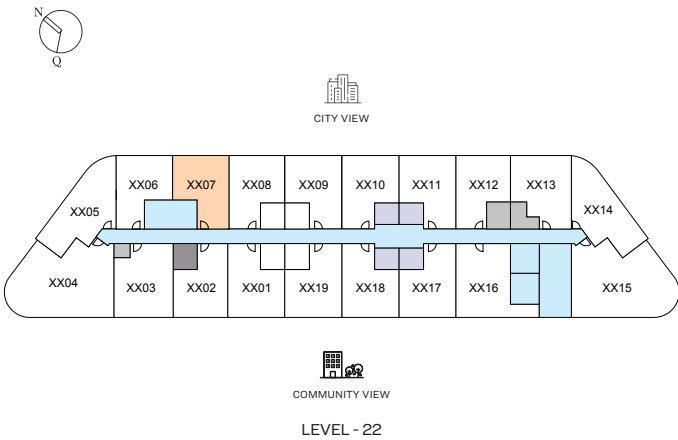 N
Q
CITY VIEW
XX06 XX07 XX08 XX09 XX10 XX11 XX12 XX13
XX05 XX14
XX04 XX03 XX02 XX01 XX19 XX18 XX17 XX16 XX15
COMMUNITY VIEW
LEVEL - 22